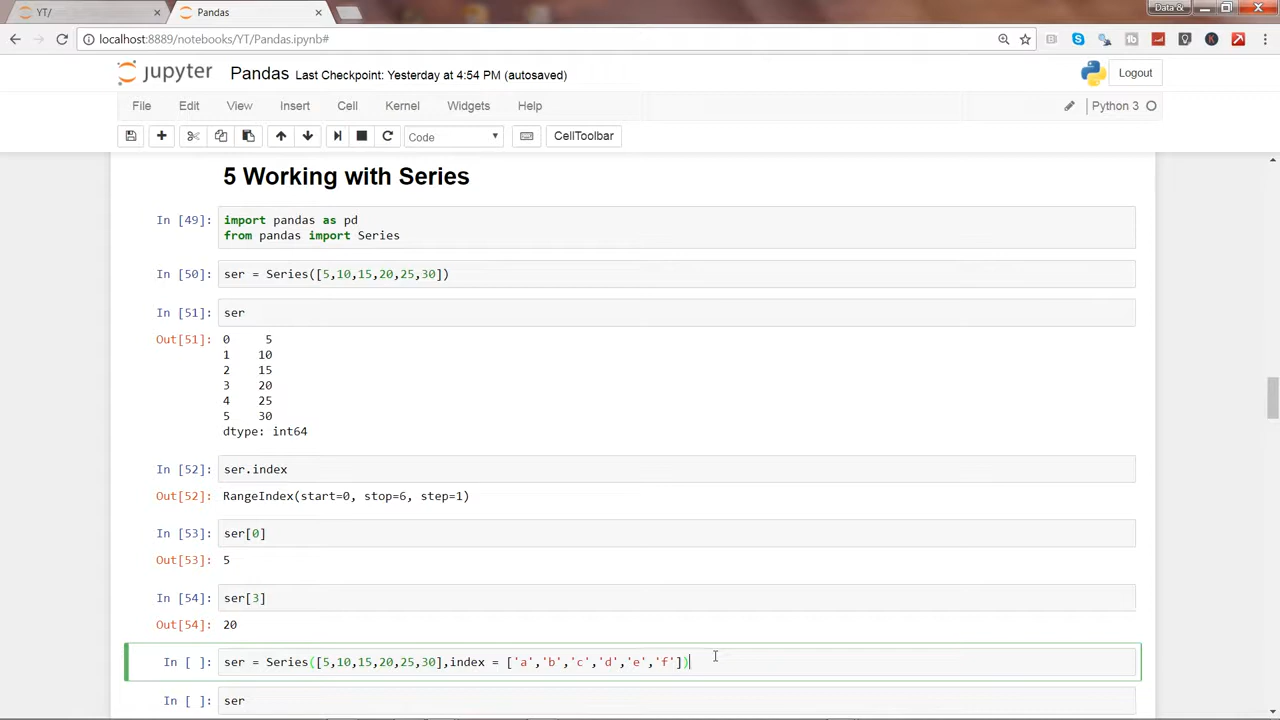 YT/
Pandas
Data &
localhost:8889/notebooks/YT/Pandas.ipynb#
jupyter Pandas Last Checkpoint: Yesterday at 4:54 PM (autosaved)
Logout
File Edit View Insert Cell Kernel Widgets Help
Python 3
Code
CellToolbar
5 Working with Series
In [49]: import pandas as pd
from pandas import Series
In [50]: ser = Series([5,10,15,20,25,30])
In [51]: ser
Out[51]: 0 5
1 10
2 15
3 20
4 25
5 30
dtype: int64
In [52]: ser.index
Out[52]: RangeIndex(start=0, stop=6, step=1)
In [53]: ser[0]
Out[53]: 5
In [54]: ser[3]
Out[54]: 20
In [ ]: ser = Series([5,10,15,20,25,30],index = ['a','b','c','d','e','f'])
In [ ]: ser